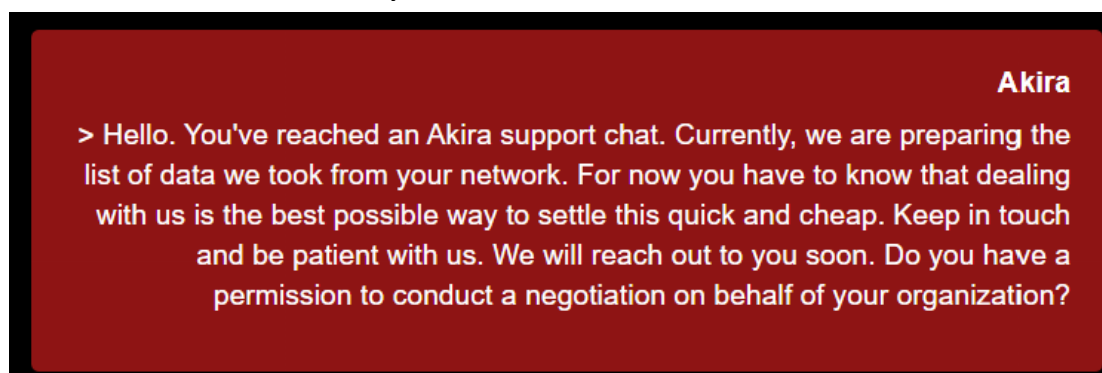 Akira
> Hello. You've reached an Akira support chat. Currently, we are preparing the
list of data we took from your network. For now you have to know that dealing
with us is the best possible way to settle this quick and cheap. Keep in touch
and be patient with us. We will reach out to you soon. Do you have a
permission to conduct a negotiation on behalf of your organization?